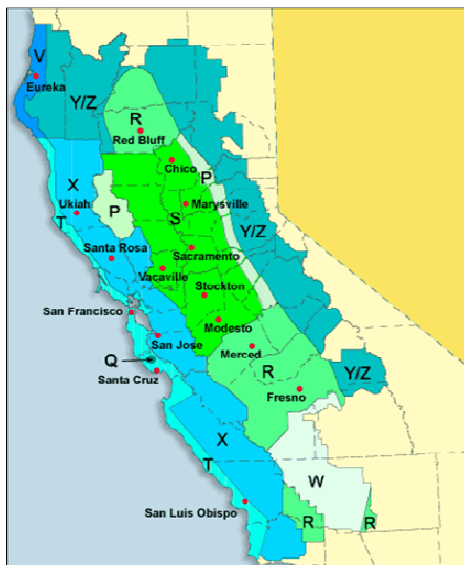 V
Eureka
Y/Z
R
Red Bluff
Chico
X
P
P
Ukiah
T
S
Marysville
Y/Z
Santa Rosa
Sacramento
Vacaville
Stockton
San Francisco
Modesto
San Jose
Merced
Q
R
Santa Cruz
Y/Z
Fresno
X
T
W
San Luis Obispo
R
R